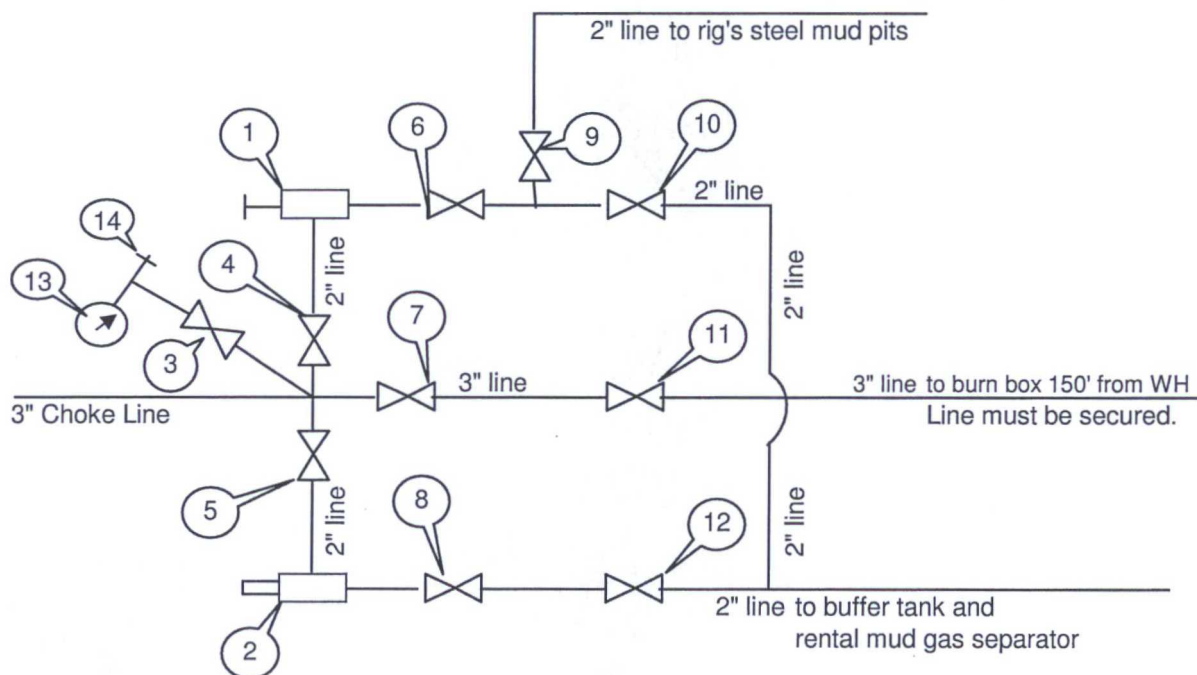 2" line to rig's steel mud pits
1
6
9
10
2" line
14
13
4
2" line
2" line
3
7
11
3" line
3" line to burn box 150' from WH
3" Choke Line
Line must be secured.
5
2" line
8
12
2" line
2
2" line to buffer tank and
rental mud gas separator